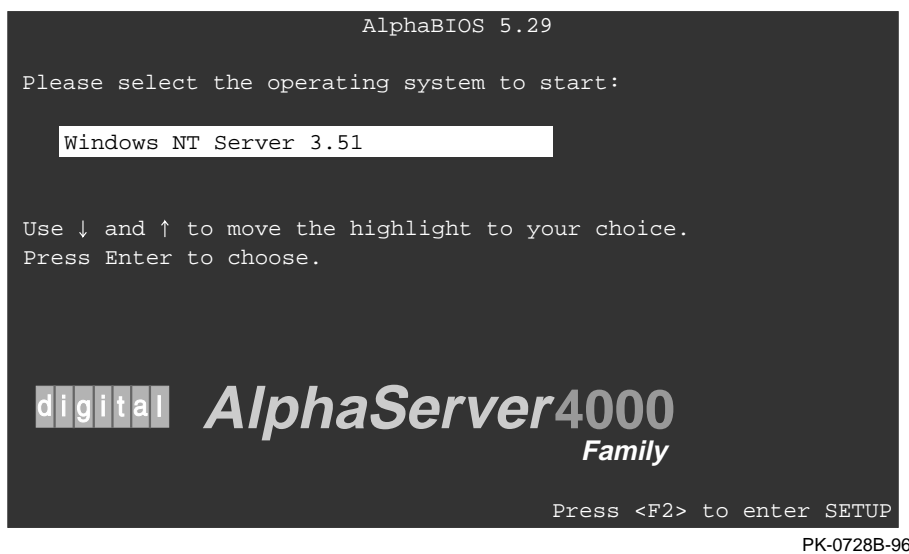 AlphaBIOS 5.29
Please select the operating system to start:
Windows NT Server 3.51
Use ↓ and ↑ to move the highlight to your choice.
Press Enter to choose.
digital AlphaServer 4000
Family
Press <F2> to enter SETUP
PK-0728B-96